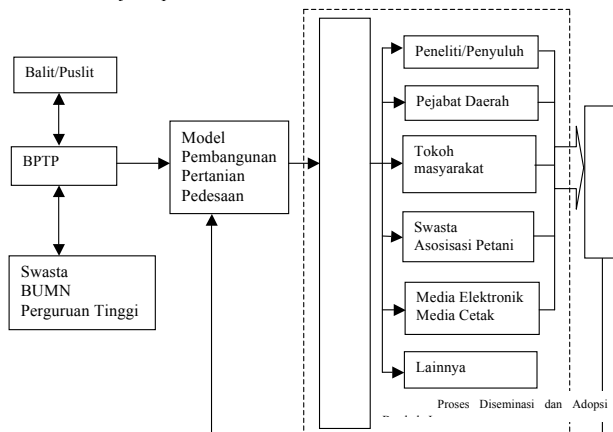 Balit/Puslit
BPTP
Swasta
BUMN
Perguruan Tinggi
Model
Pembangunan
Pertanian
Pedesaan
Peneliti/Penyuluh
Pejabat Daerah
Tokoh
masyarakat
Swasta
Asosisasi Petani
Media Elektronik
Media Cetak
Lainnya
Proses Diseminasi dan Adopsi